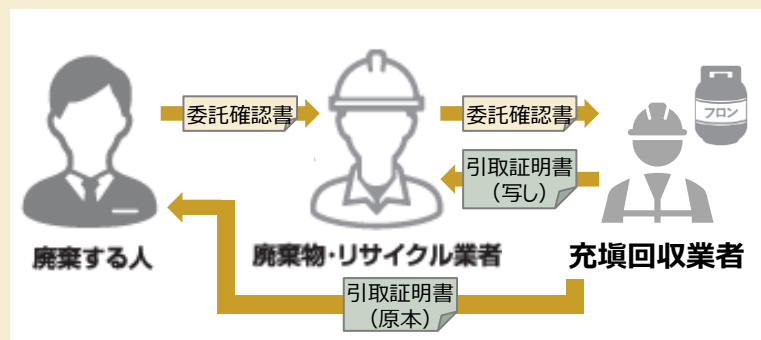 委託確認書
委託確認書
フロン
引取証明書
（写し）
廃棄する人
廃棄物・リサイクル業者
充塡回収業者
引取証明書
（原本）